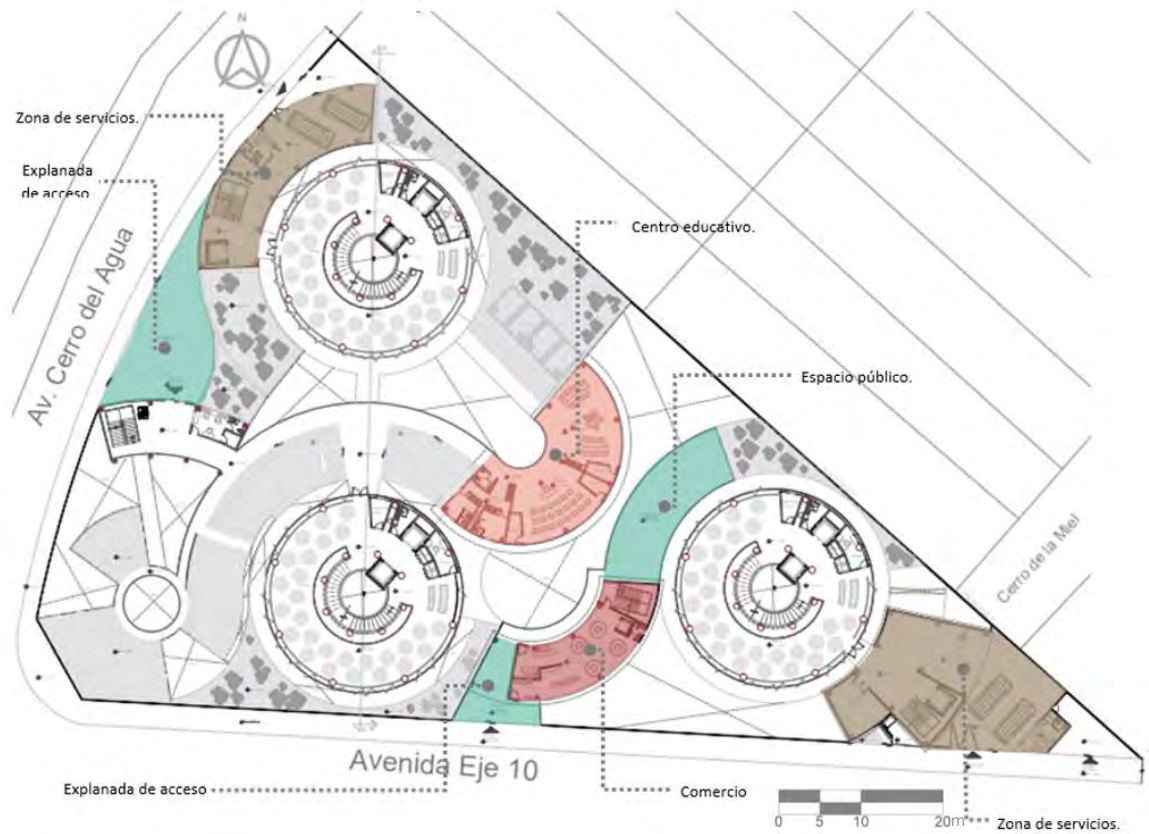 N
Zona de servicios.
Explanada
de acceso
Centro educativo.
Av. Cerro del Agua
Espacio público.
Cerro de la Miel
Avenida Eje 10
Explanada de acceso
Comercio
0 5 10 20m
Zona de servicios.